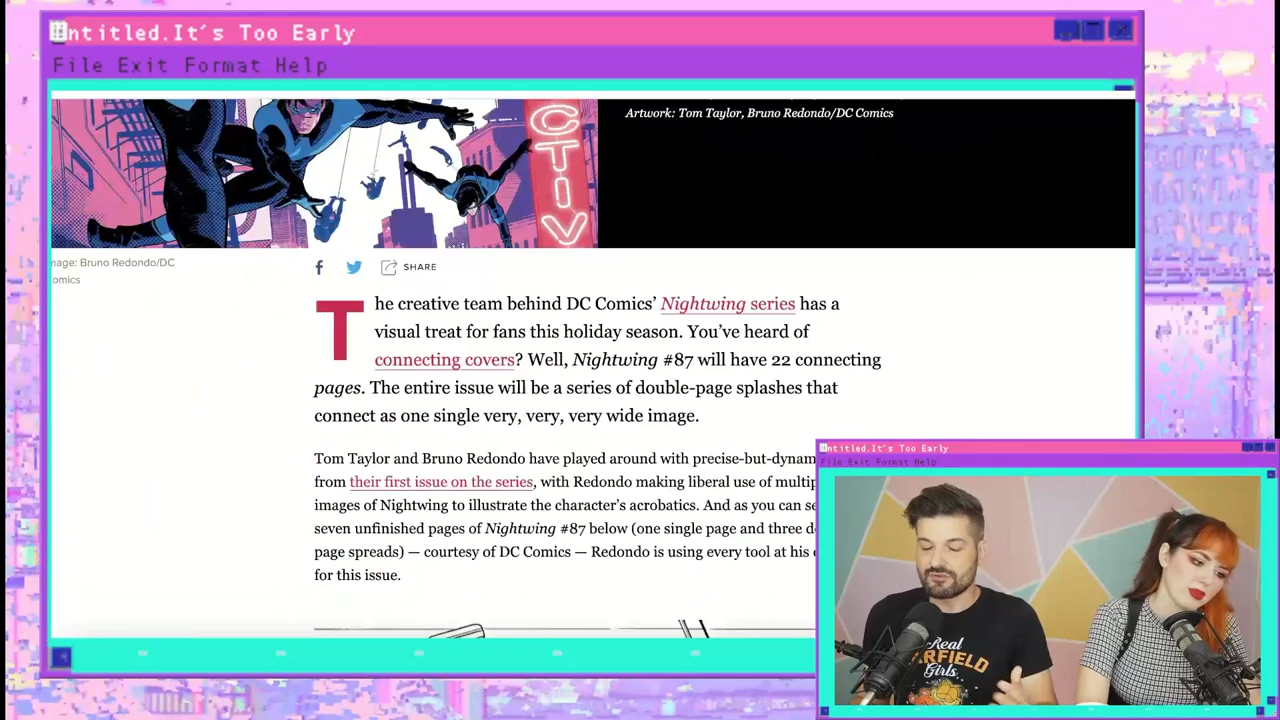 ntitled.It's Too Early
File Exit Format Help
Artwork: Tom Taylor, Bruno Redondo/DC Comics
CTIV
mage: Bruno Redondo/DC
omics
SHARE
The creative team behind DC Comics’ Nightwing series has a
visual treat for fans this holiday season. You’ve heard of
connecting covers? Well, Nightwing #87 will have 22 connecting
pages. The entire issue will be a series of double-page splashes that
connect as one single very, very, very wide image.
Tom Taylor and Bruno Redondo have played around with precise-but-dynam
from their first issue on the series, with Redondo making liberal use of multip
images of Nightwing to illustrate the character’s acrobatics. And as you can se
seven unfinished pages of Nightwing #87 below (one single page and three d
page spreads) — courtesy of DC Comics — Redondo is using every tool at his
for this issue.
ntitled.It's Too Early
File Exit Format Help
Real
ARFIELD
Girls